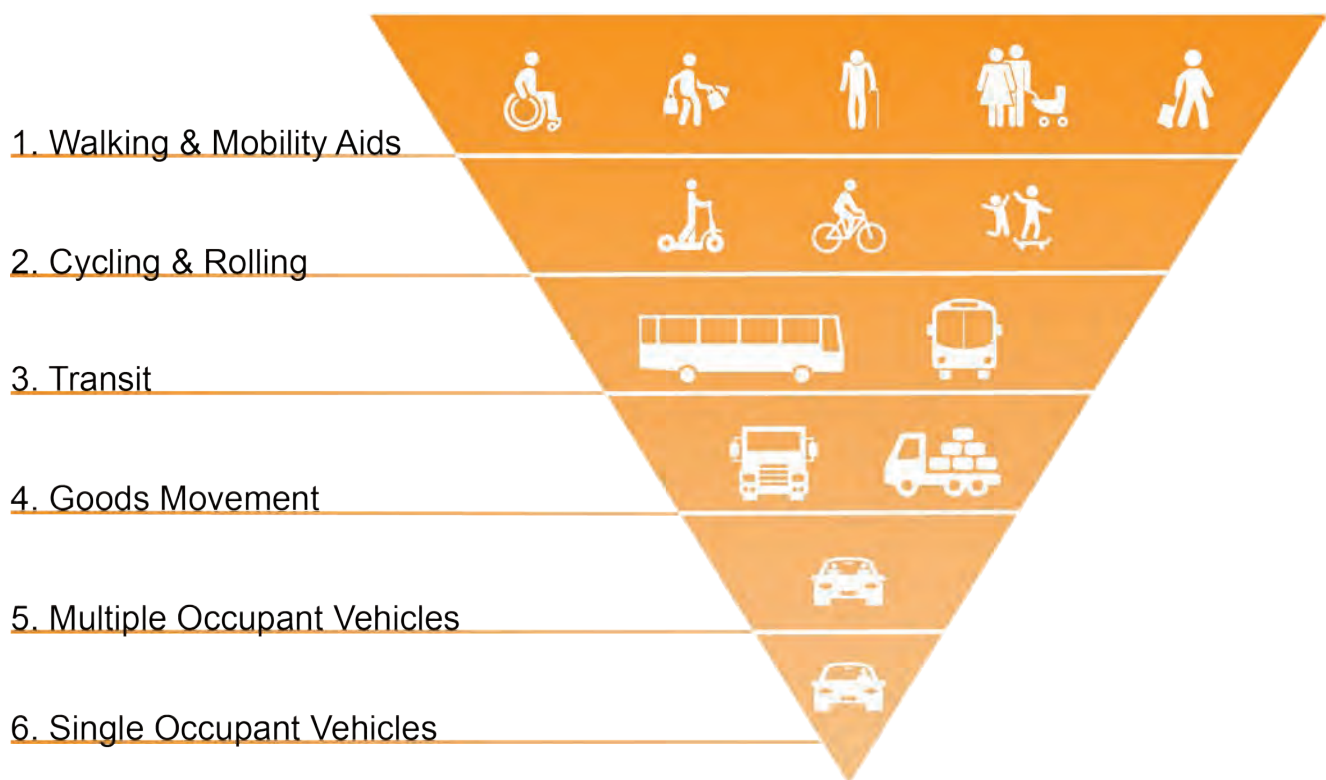 1. Walking & Mobility Aids
2. Cycling & Rolling
3. Transit
4. Goods Movement
5. Multiple Occupant Vehicles
6. Single Occupant Vehicles